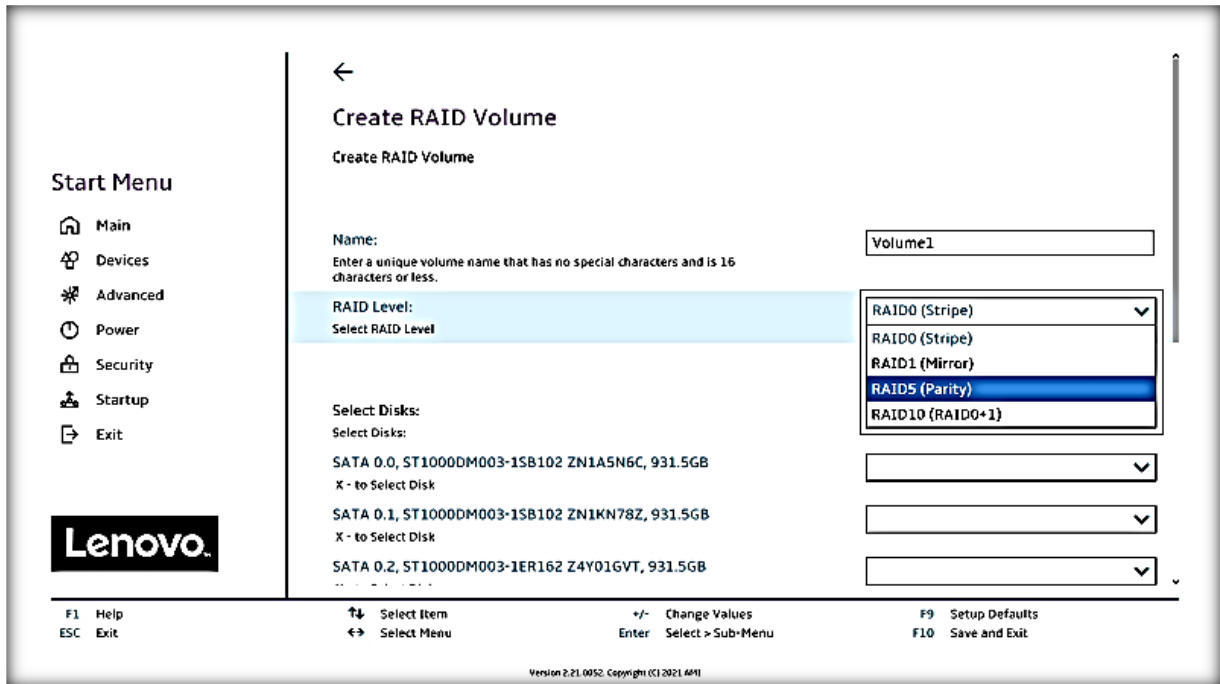 Create RAID Volume
Create RAID Volume
Start Menu
Main
Devices
Advanced
Power
Security
Startup
Exit
Lenovo
Name:
Enter a unique volume name that has no special characters and is 16
characters or less.
Volume1
RAID Level:
Select RAID Level
RAID0 (Stripe)
RAID0 (Stripe)
RAID1 (Mirror)
RAID5 (Parity)
RAID10 (RAID0+1)
Select Disks:
Select Disks:
SATA 0.0, ST1000DM003-1SB102 ZN1A5N6C, 931.5GB
X - to Select Disk
SATA 0.1, ST1000DM003-1SB102 ZN1KN78Z, 931.5GB
X - to Select Disk
SATA 0.2, ST1000DM003-1ER162 Z4Y01GVT, 931.5GB
F1 Help
ESC Exit
↑↓ Select Item
↔ Select Menu
+/- Change Values
Enter Select > Sub-Menu
F9 Setup Defaults
F10 Save and Exit
Version 2.21.0052. Copyright (C) 2021 AMI